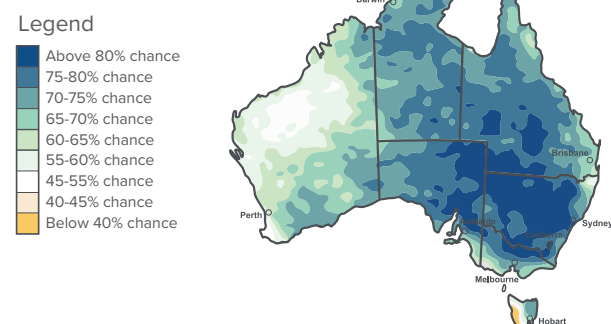 Darwin
Legend
Above 80% chance
75-80% chance
70-75% chance
65-70% chance
60-65% chance
55-60% chance
45-55% chance
40-45% chance
Below 40% chance
Brisbane
Perth
Adelaide
Sydney
Canberra
Melbourne
Hobart